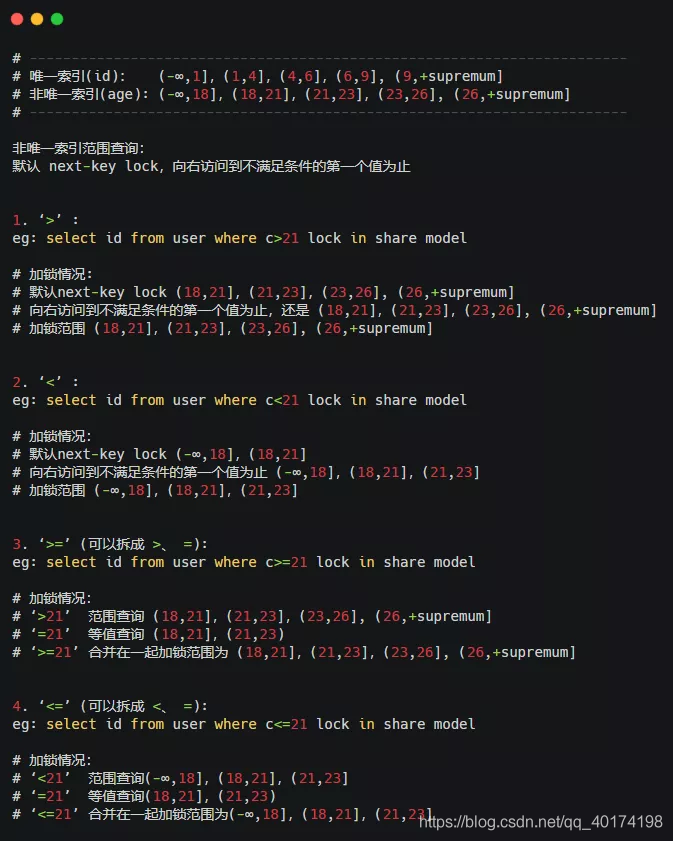 # ---------------------------------------------------------------------
# 唯一索引(id):   (-∞,1], (1,4], (4,6], (6,9], (9,+supremum]
# 非唯一索引(age): (-∞,18], (18,21], (21,23], (23,26], (26,+supremum]
# ---------------------------------------------------------------------
非唯一索引范围查询:
默认 next-key lock, 向右访问到不满足条件的第一个值为止
1. ‘>’ :
eg: select id from user where c>21 lock in share model
# 加锁情况:
# 默认next-key lock (18,21], (21,23], (23,26], (26,+supremum]
# 向右访问到不满足条件的第一个值为止, 还是 (18,21], (21,23], (23,26], (26,+supremum]
# 加锁范围 (18,21], (21,23], (23,26], (26,+supremum]
2. ‘<’ :
eg: select id from user where c<21 lock in share model
# 加锁情况:
# 默认next-key lock (-∞,18], (18,21]
# 向右访问到不满足条件的第一个值为止 (-∞,18], (18,21], (21,23]
# 加锁范围 (-∞,18], (18,21], (21,23]
3. ‘>=’ (可以拆成 >、 =):
eg: select id from user where c>=21 lock in share model
# 加锁情况:
# ‘>21’  范围查询 (18,21], (21,23], (23,26], (26,+supremum]
# ‘=21’  等值查询 (18,21], (21,23)
# ‘>=21’ 合并在一起加锁范围为 (18,21], (21,23], (23,26], (26,+supremum]
4. ‘<=’ (可以拆成 <、 =):
eg: select id from user where c<=21 lock in share model
# 加锁情况:
# ‘<21’  范围查询(-∞,18], (18,21], (21,23]
# ‘=21’  等值查询(18,21], (21,23)
# ‘<=21’ 合并在一起加锁范围为(-∞,18], (18,21], (21,23]
https://blog.csdn.net/qq_40174198